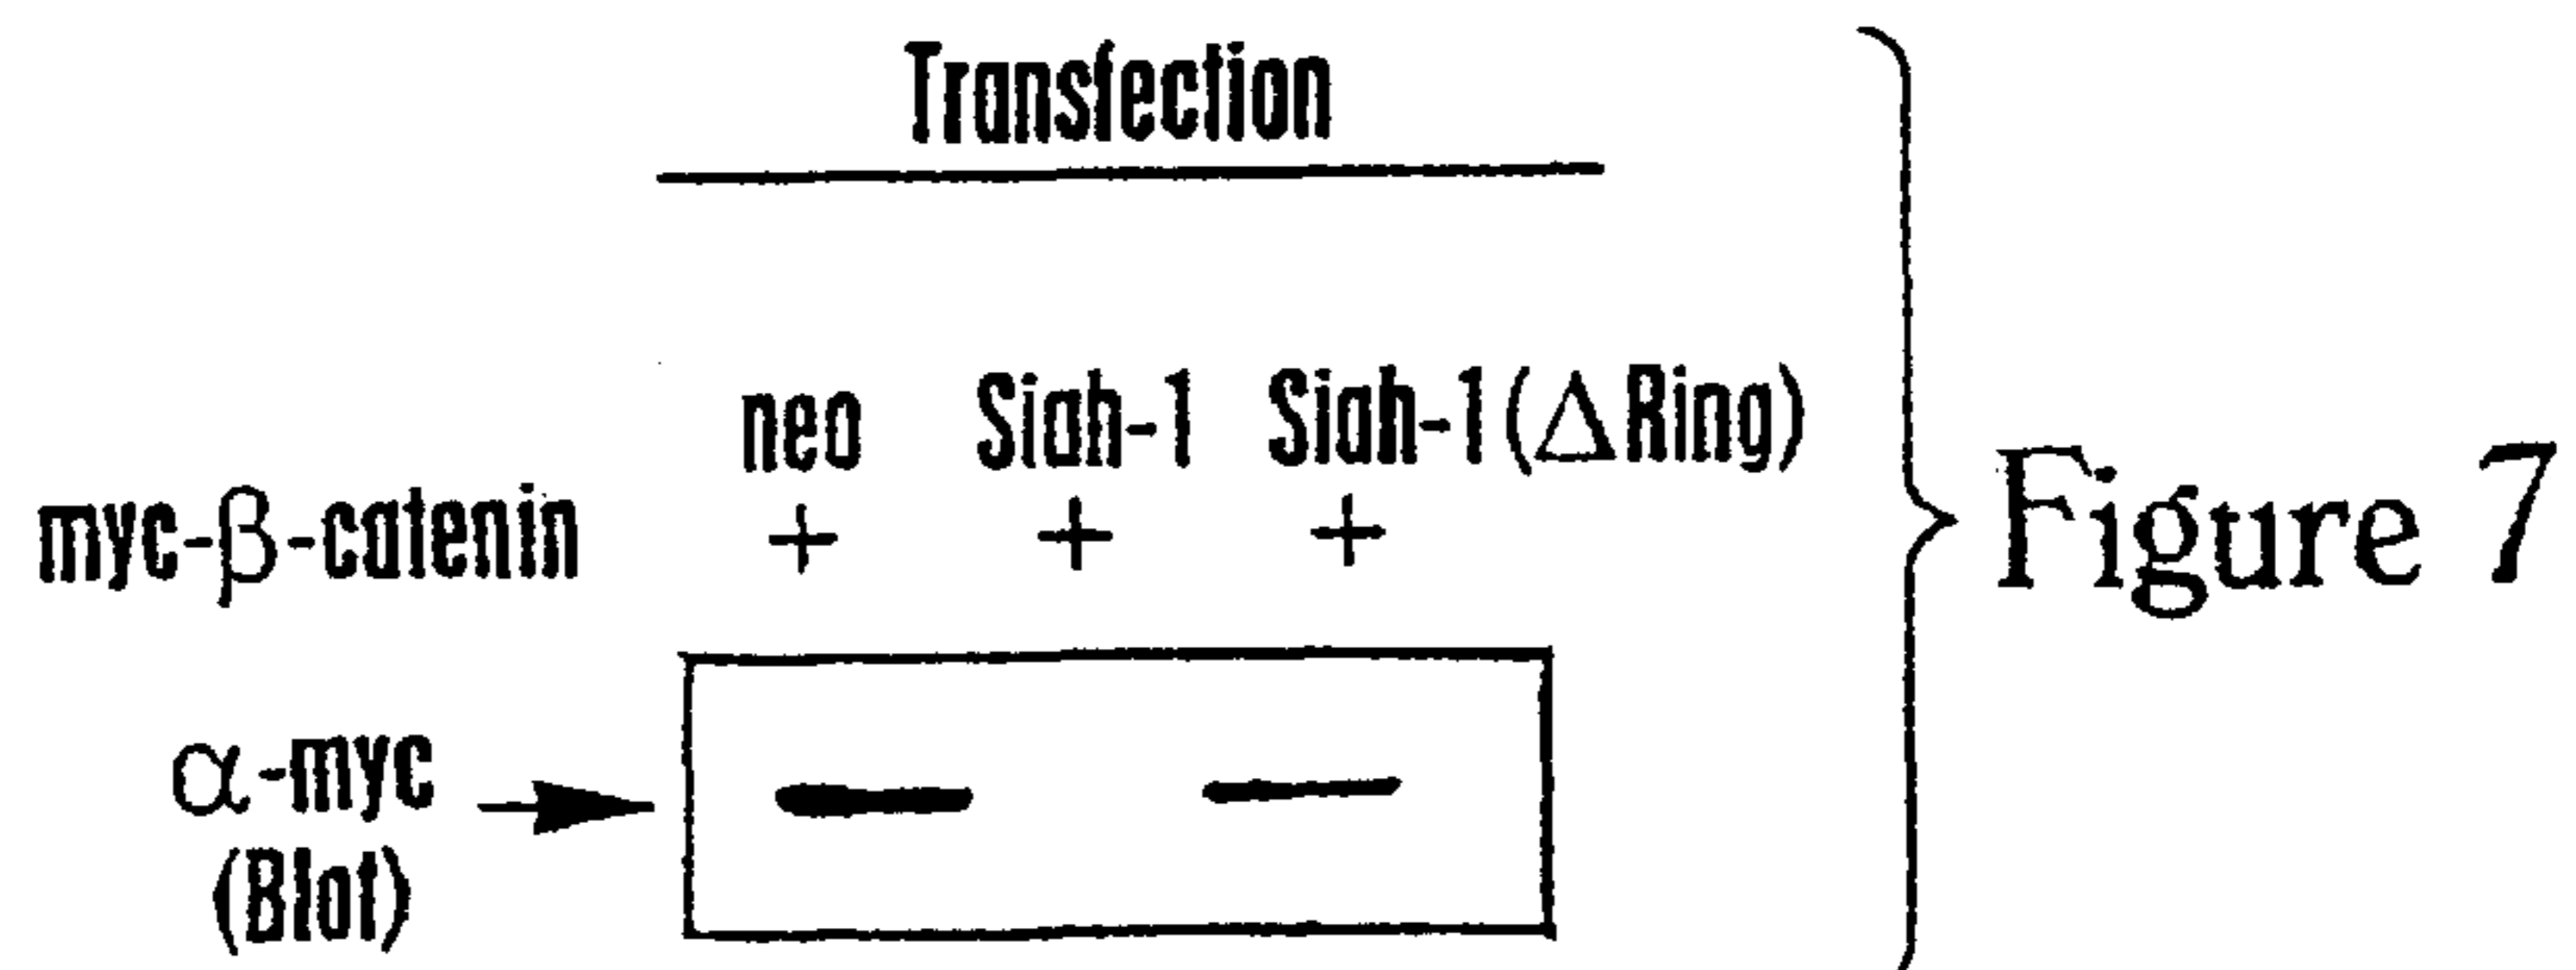 Transfection
neo Siah-1 Siah-1(ΔRing)
myc-β-catenin + + +
α-myc
(Blot)
Figure 7